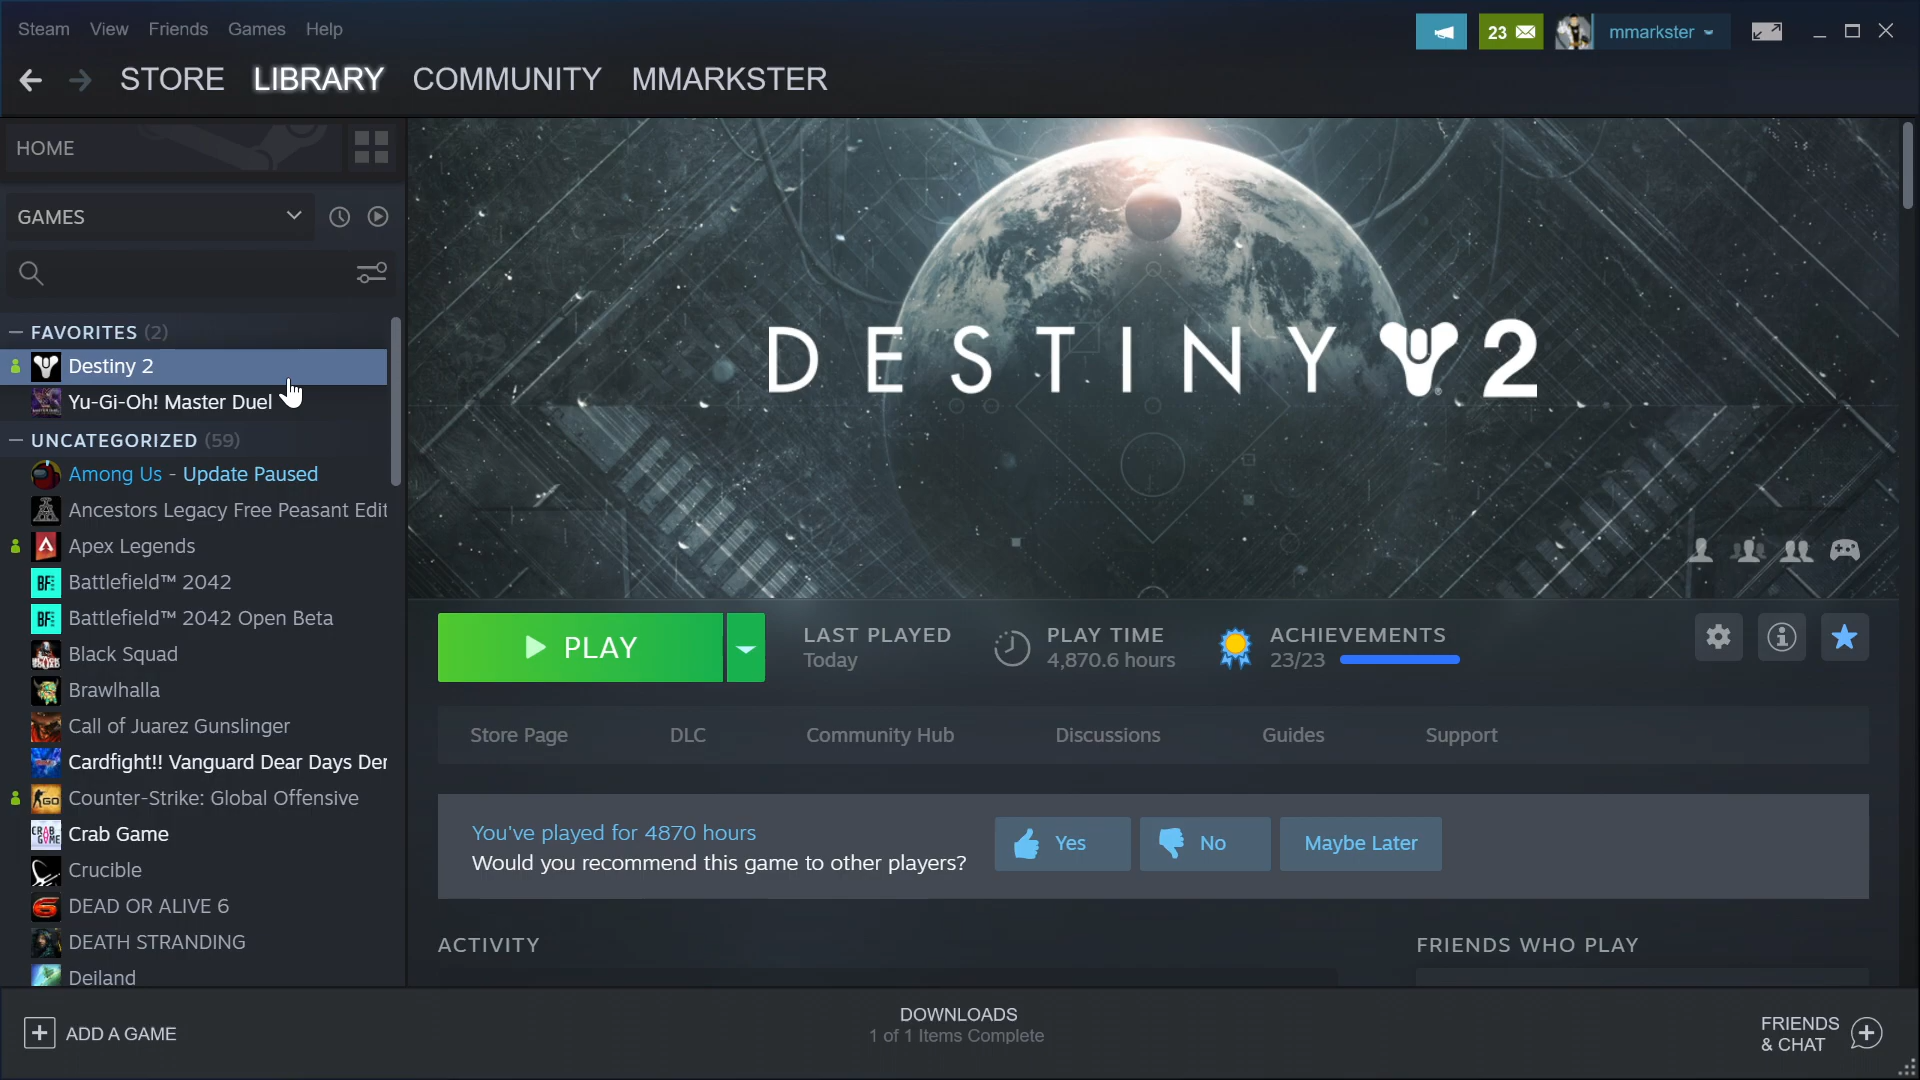 Steam View Friends Games Help
23 mmarkster
STORE LIBRARY COMMUNITY MMARKSTER
HOME
GAMES
FAVORITES (2)
Destiny 2
Yu-Gi-Oh! Master Duel
UNCATEGORIZED (59)
Among Us - Update Paused
Ancestors Legacy Free Peasant Edit
Apex Legends
Battlefield™ 2042
Battlefield™ 2042 Open Beta
Black Squad
Brawlhalla
Call of Juarez Gunslinger
Cardfight!! Vanguard Dear Days Der
Counter-Strike: Global Offensive
Crab Game
Crucible
DEAD OR ALIVE 6
DEATH STRANDING
Deiland
DESTINY 2
PLAY
LAST PLAYED
Today
PLAY TIME
4,870.6 hours
ACHIEVEMENTS
23/23
Store Page DLC Community Hub Discussions Guides Support
You've played for 4870 hours
Would you recommend this game to other players?
Yes No Maybe Later
ACTIVITY
FRIENDS WHO PLAY
ADD A GAME
DOWNLOADS
1 of 1 Items Complete
FRIENDS
& CHAT